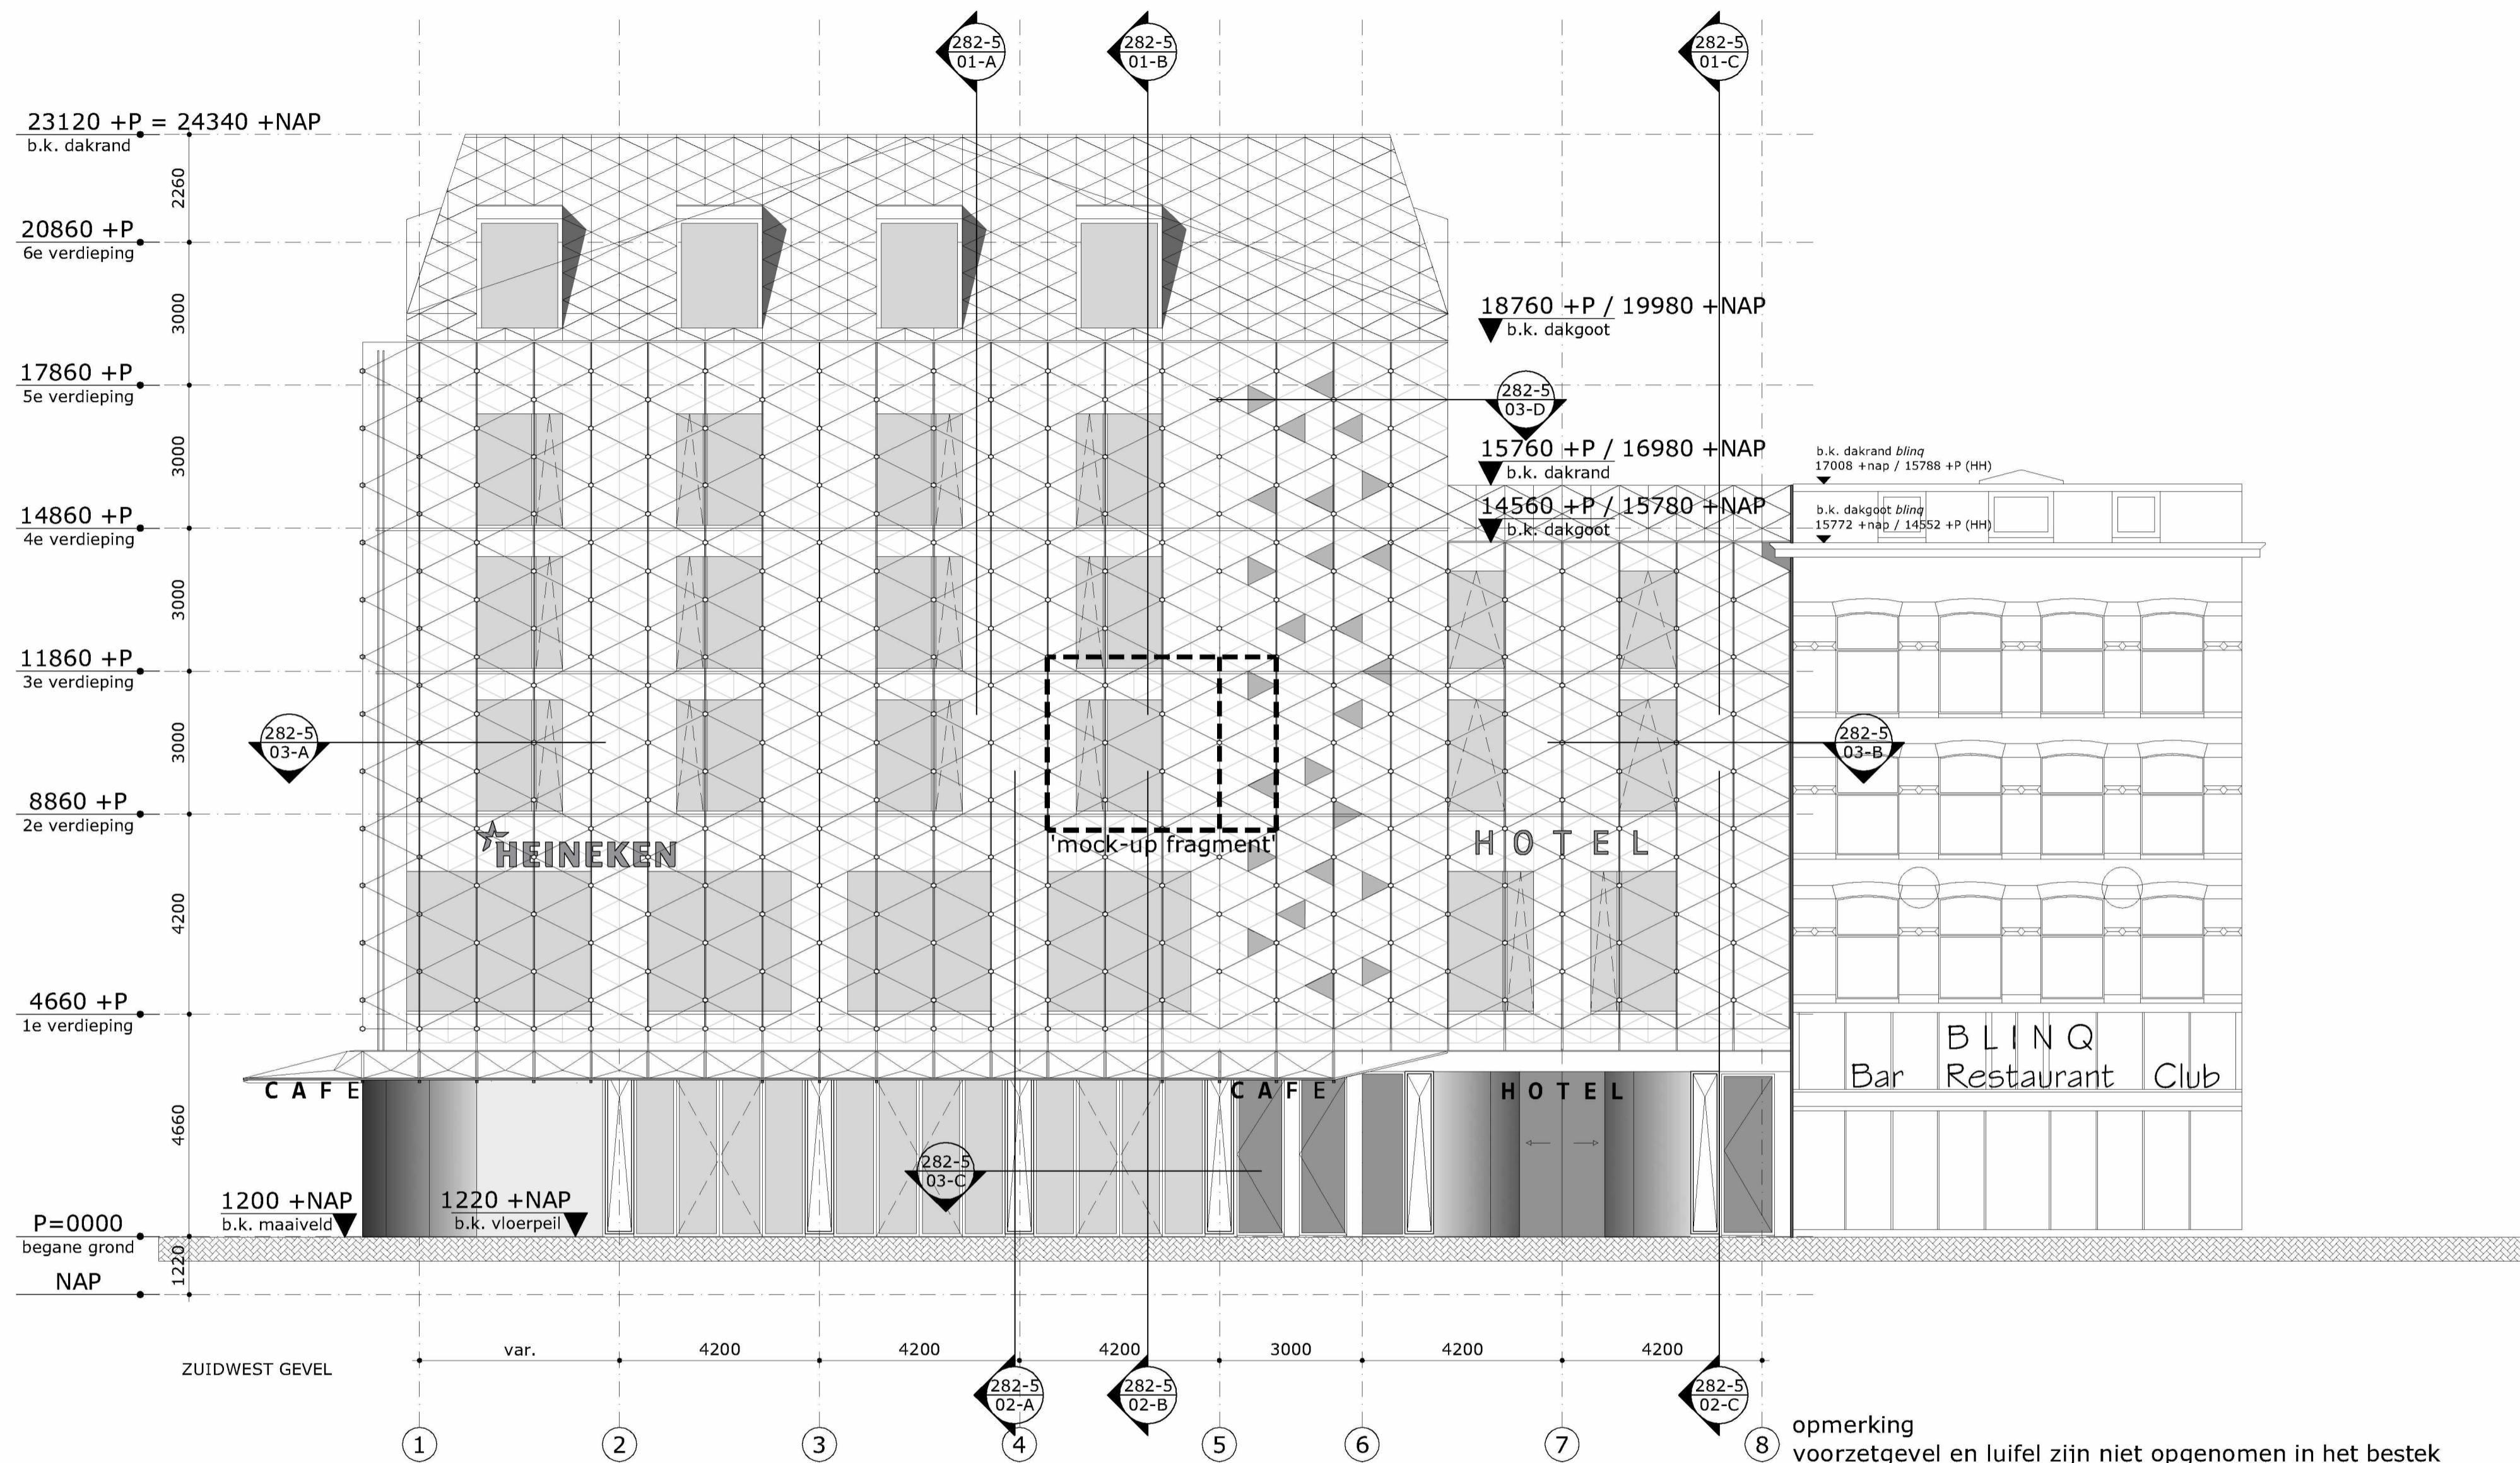 282-5
01-A
282-5
01-B
282-5
01-C
23120 +P = 24340 +NAP
b.k. dakrand
2260
20860 +P
6e verdieping
3000
18760 +P / 19980 +NAP
b.k. dakgoot
17860 +P
5e verdieping
282-5
03-D
3000
15760 +P / 16980 +NAP
b.k. dakrand
b.k. dakrand blinq
17008 +nap / 15788 +P (HH)
14560 +P / 15780 +NAP
b.k. dakgoot
b.k. dakgoot blinq
15772 +nap / 14552 +P (HH)
14860 +P
4e verdieping
3000
11860 +P
3e verdieping
282-5
03-A
3000
282-5
03-B
8860 +P
2e verdieping
HEINEKEN
'mock-up fragment'
HOTEL
4200
4660 +P
1e verdieping
BLINQ
Bar Restaurant Club
CAFE
CAFE
HOTEL
4660
282-5
03-C
1200 +NAP
b.k. maaiveld
1220 +NAP
b.k. vloerpeil
P=0000
begane grond
1220
NAP
ZUIDWEST GEVEL
var. 4200 4200 4200 3000 4200 4200
282-5
02-A
282-5
02-B
282-5
02-C
1 2 3 4 5 6 7 8
opmerking
voorzetgevel en luifel zijn niet opgenomen in het bestek